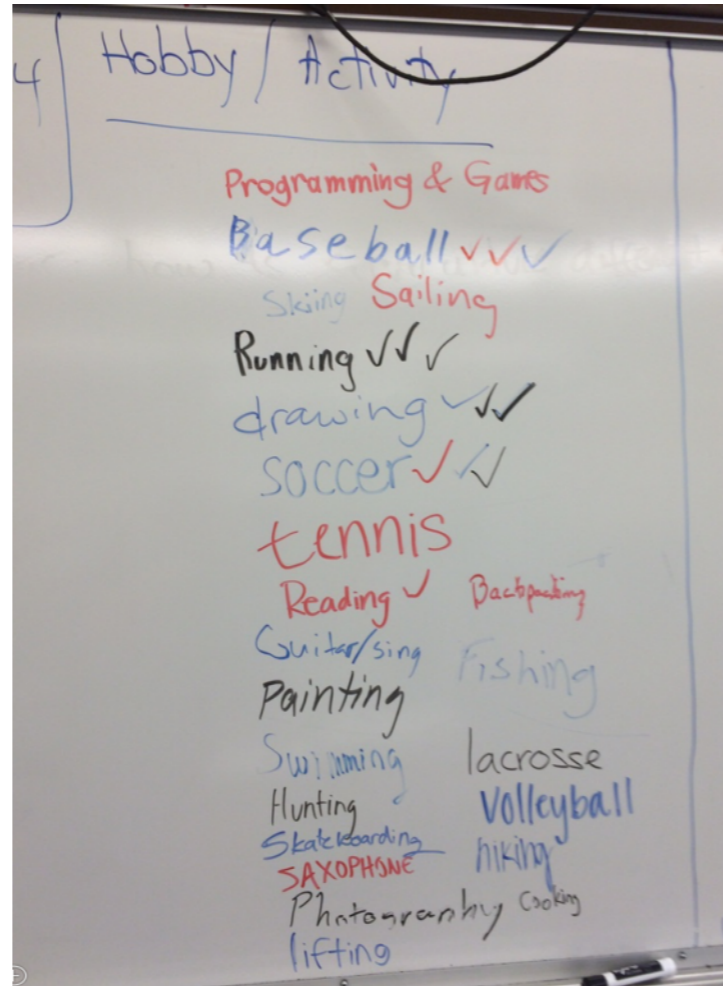 4
Hobby / Activity
Programming & Games
Baseball ✓✓✓
Skiing Sailing
Running ✓✓✓
drawing ✓✓✓
soccer ✓✓✓
tennis
Reading ✓ Backpacking
Guitar/sing Fishing
Painting
Swimming lacrosse
Hunting Volleyball
Skateboarding hiking
SAXOPHONE
Photography Cooking
lifting